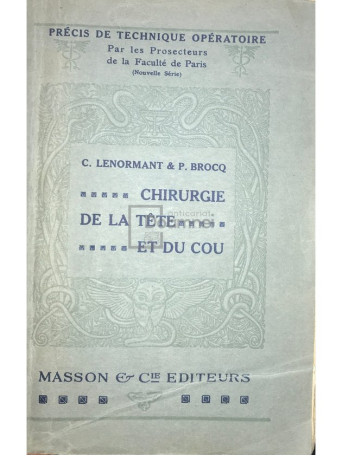 PRÉCIS DE TECHNIQUE OPÉRATOIRE
Par les Prosecteurs
de la Faculté de Paris
(Nouvelle Série)
C. LENORMANT & P. BROCQ
CHIRURGIE
DE LA TÊTE
ET DU COU
MASSON & CIE EDITEURS